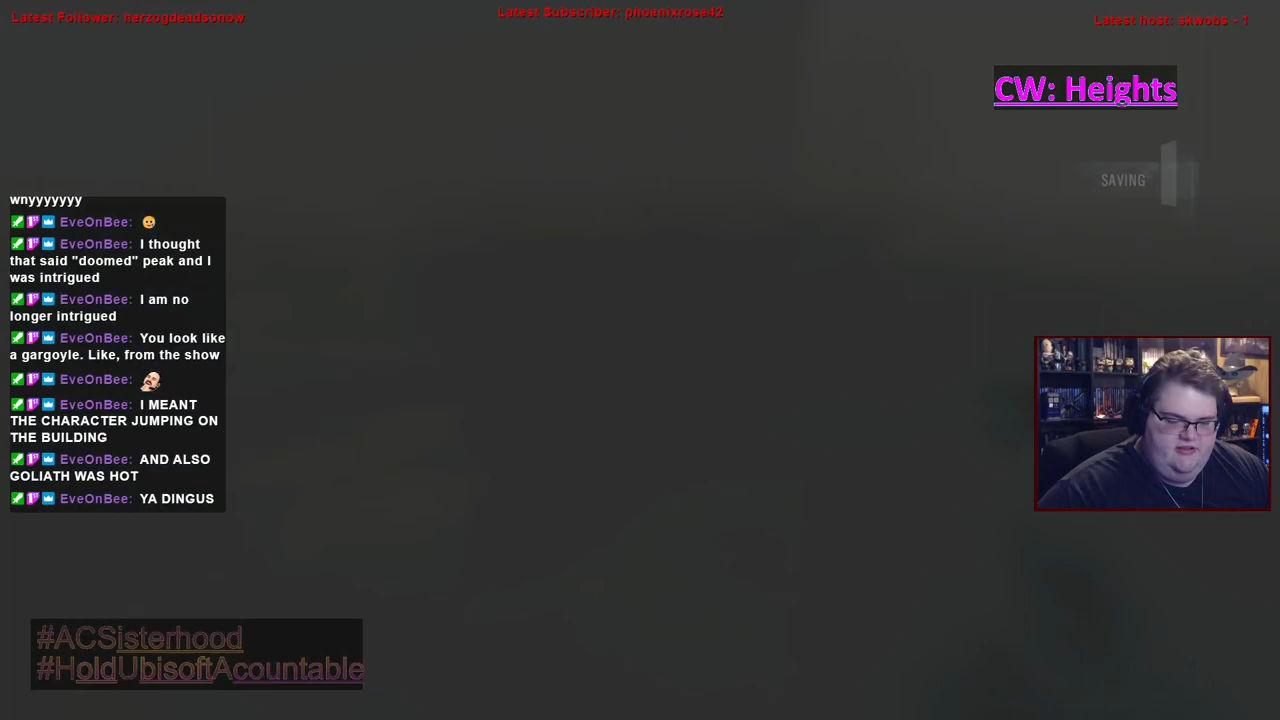 Latest Follower: herzogdeadsonow
Latest Subscriber: phoenixrose42
Latest host: skwobs - 1
CW: Heights
SAVING
wnyyyyyyy
EveOnBee:
EveOnBee: I thought
that said "doomed" peak and I
was intrigued
EveOnBee: I am no
longer intrigued
EveOnBee: You look like
a gargoyle. Like, from the show
EveOnBee:
EveOnBee: I MEANT
THE CHARACTER JUMPING ON
THE BUILDING
EveOnBee: AND ALSO
GOLIATH WAS HOT
EveOnBee: YA DINGUS
#ACSisterhood
#HoldUbisoftAcountable